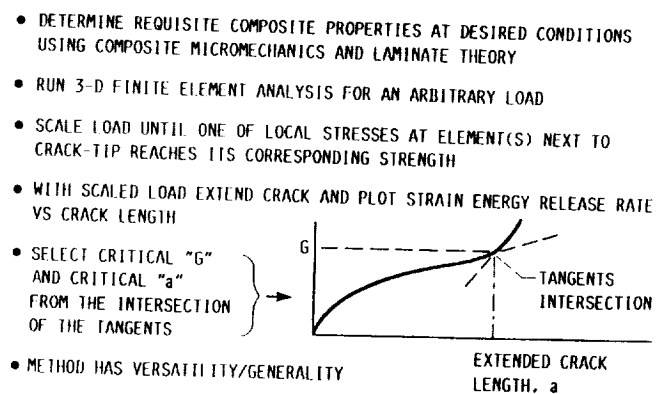 • DETERMINE REQUISITE COMPOSITE PROPERTIES AT DESIRED CONDITIONS
USING COMPOSITE MICROMECHANICS AND LAMINATE THEORY
• RUN 3-D FINITE ELEMENT ANALYSIS FOR AN ARBITRARY LOAD
• SCALE LOAD UNTIL ONE OF LOCAL STRESSES AT ELEMENT(S) NEXT TO
CRACK-TIP REACHES ITS CORRESPONDING STRENGTH
• WITH SCALED LOAD EXTEND CRACK AND PLOT STRAIN ENERGY RELEASE RATE
VS CRACK LENGTH
• SELECT CRITICAL "G"
AND CRITICAL "a"
FROM THE INTERSECTION
OF THE TANGENTS
G
TANGENTS
INTERSECTION
EXTENDED CRACK
LENGTH, a
• METHOD HAS VERSATILITY/GENERALITY